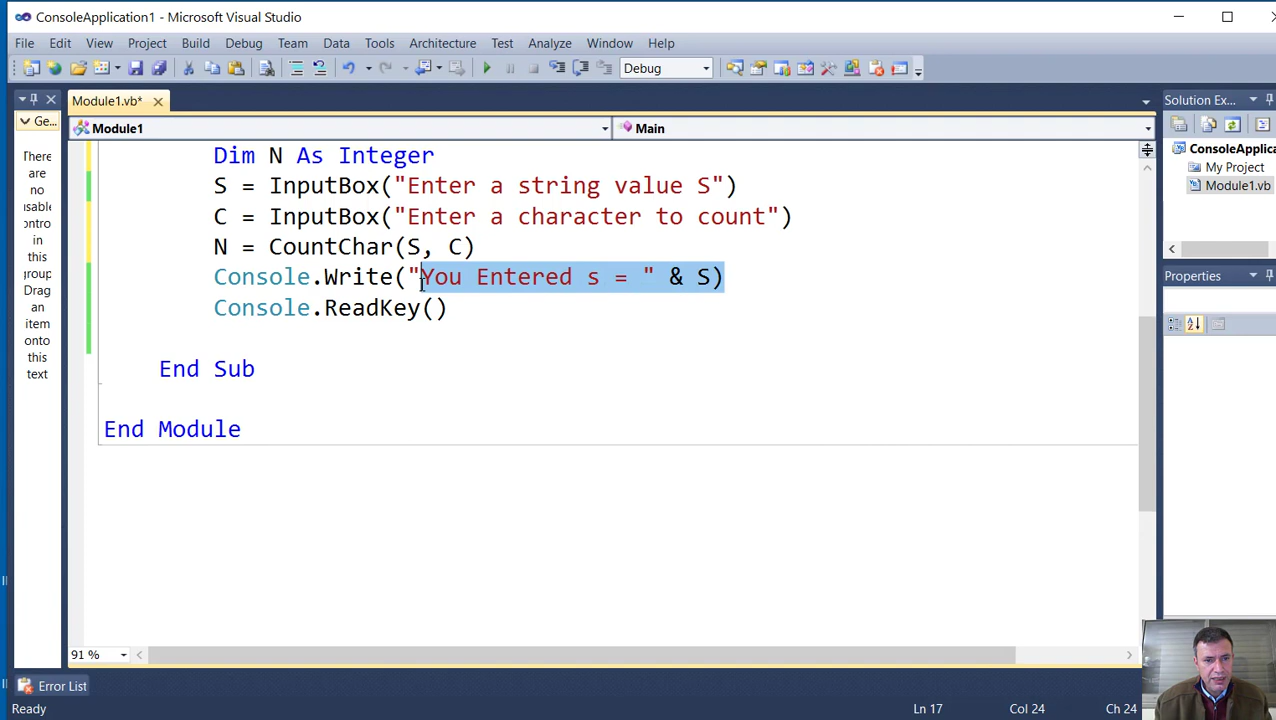 ConsoleApplication1 - Microsoft Visual Studio
File Edit View Project Build Debug Team Data Tools Architecture Test Analyze Window Help
Debug
Module1.vb*
Solution Ex...
Ge...
Module1
Main
ConsoleApplic
My Project
Module1.vb
There
are
no
usable
ontro
in
this
group
Drag
an
item
onto
this
text
Dim N As Integer
S = InputBox("Enter a string value S")
C = InputBox("Enter a character to count")
N = CountChar(S, C)
Console.Write("You Entered s = " & S)
Console.ReadKey()
End Sub
End Module
Properties
91 %
Error List
Ready
Ln 17
Col 24
Ch 24